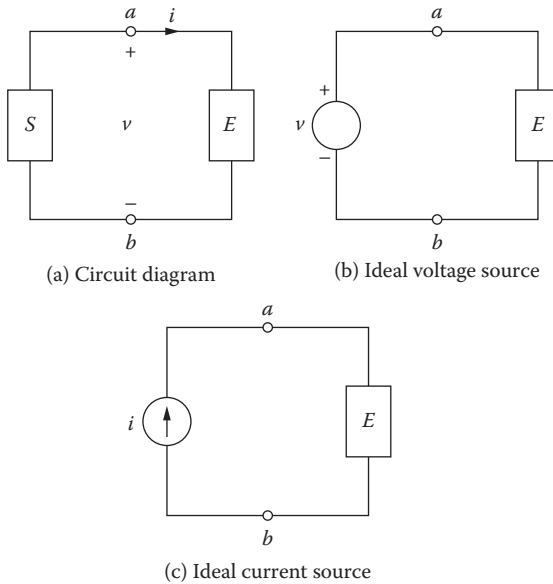 a i a
+
S v E v + − E
−
b b
(a) Circuit diagram (b) Ideal voltage source
a
i E
b
(c) Ideal current source